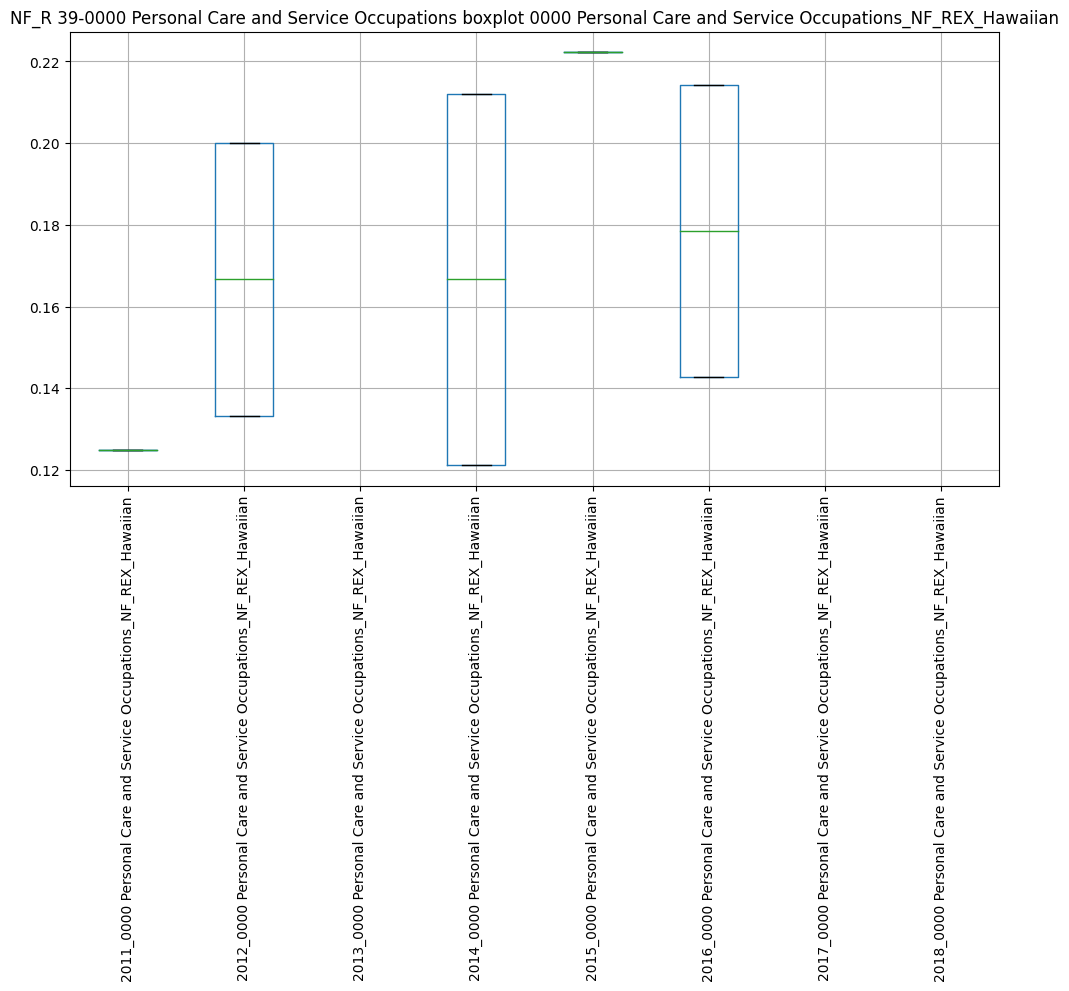 NF_R 39-0000 Personal Care and Service Occupations boxplot 0000 Personal Care and Service Occupations_NF_REX_Hawaiian
0.22
0.20
0.18
0.16
0.14
0.12
2011_0000 Personal Care and Service Occupations_NF_REX_Hawaiian
2012_0000 Personal Care and Service Occupations_NF_REX_Hawaiian
2013_0000 Personal Care and Service Occupations_NF_REX_Hawaiian
2014_0000 Personal Care and Service Occupations_NF_REX_Hawaiian
2015_0000 Personal Care and Service Occupations_NF_REX_Hawaiian
2016_0000 Personal Care and Service Occupations_NF_REX_Hawaiian
2017_0000 Personal Care and Service Occupations_NF_REX_Hawaiian
2018_0000 Personal Care and Service Occupations_NF_REX_Hawaiian